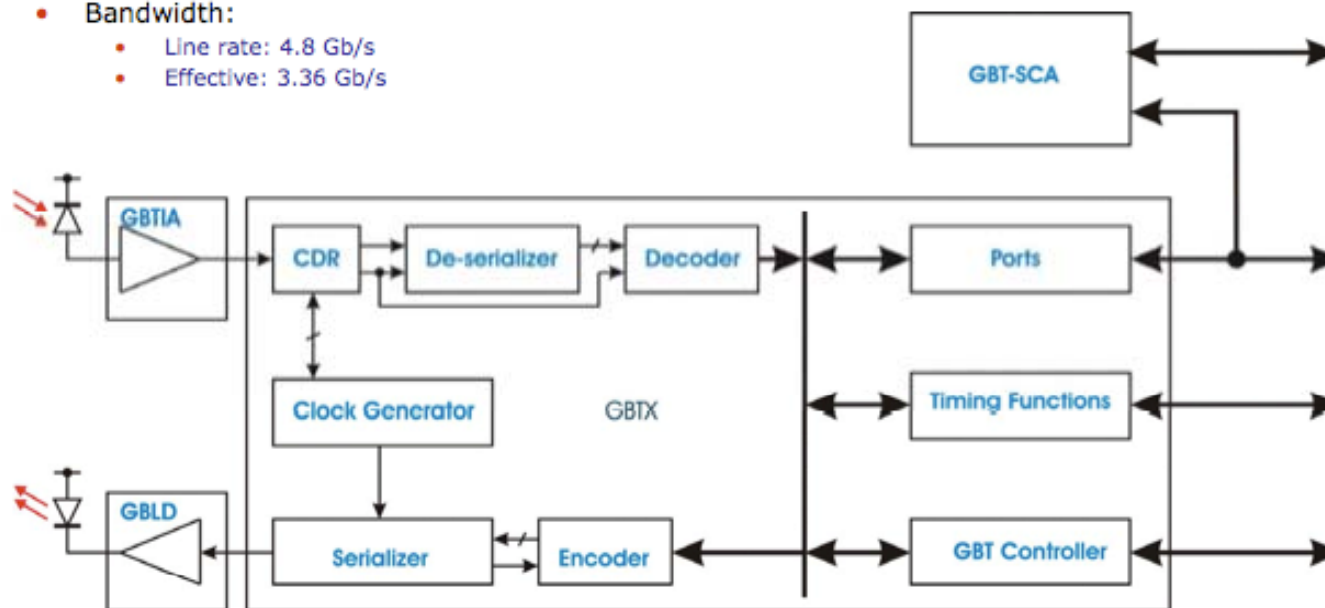 • Bandwidth:
• Line rate: 4.8 Gb/s
• Effective: 3.36 Gb/s
GBT-SCA
GBTIA
CDR
De-serializer
Decoder
Ports
Clock Generator
GBTX
Timing Functions
GBLD
Serializer
Encoder
GBT Controller